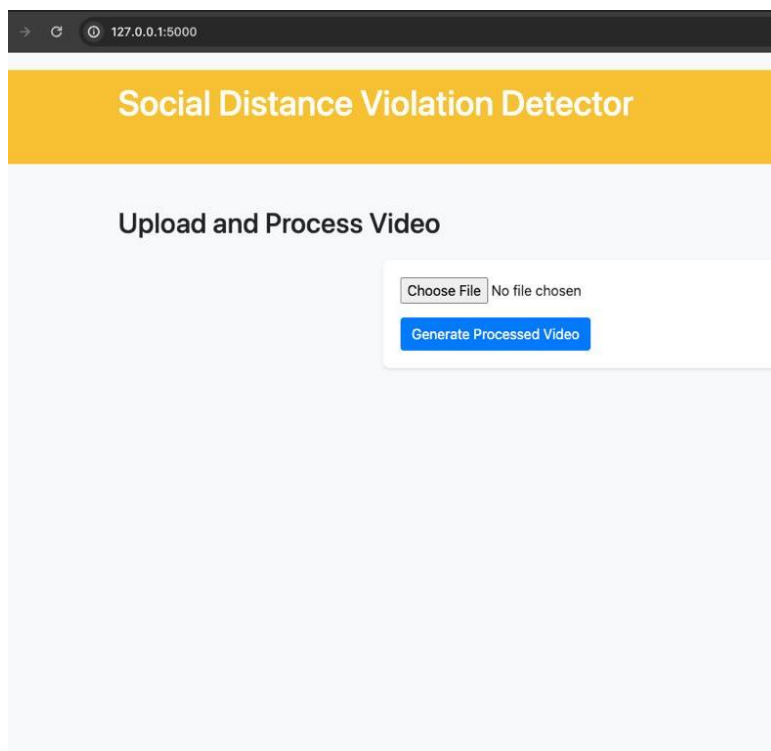 127.0.0.1:5000
Social Distance Violation Detector
Upload and Process Video
Choose File No file chosen
Generate Processed Video